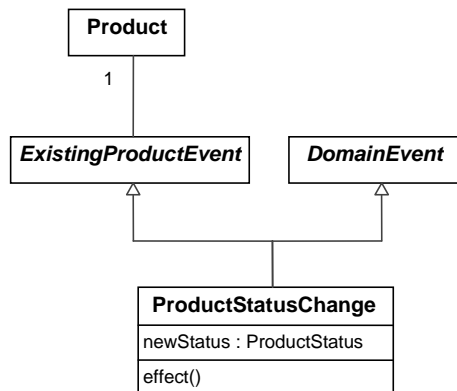 Product
1
ExistingProductEvent
DomainEvent
ProductStatusChange
newStatus : ProductStatus
effect()